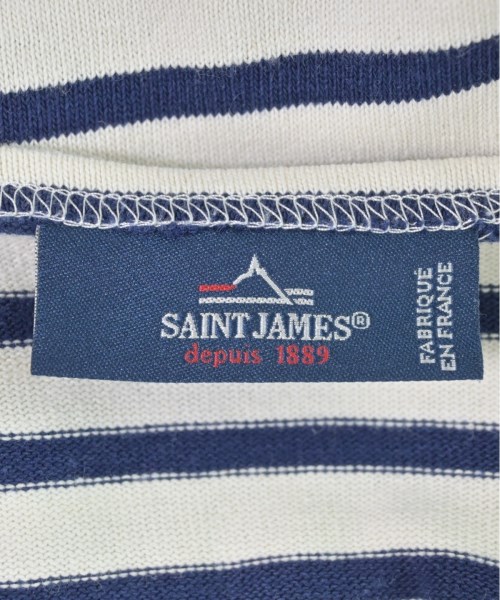 SAINT JAMES®
depuis 1889
FABRIQUÉ
EN FRANCE